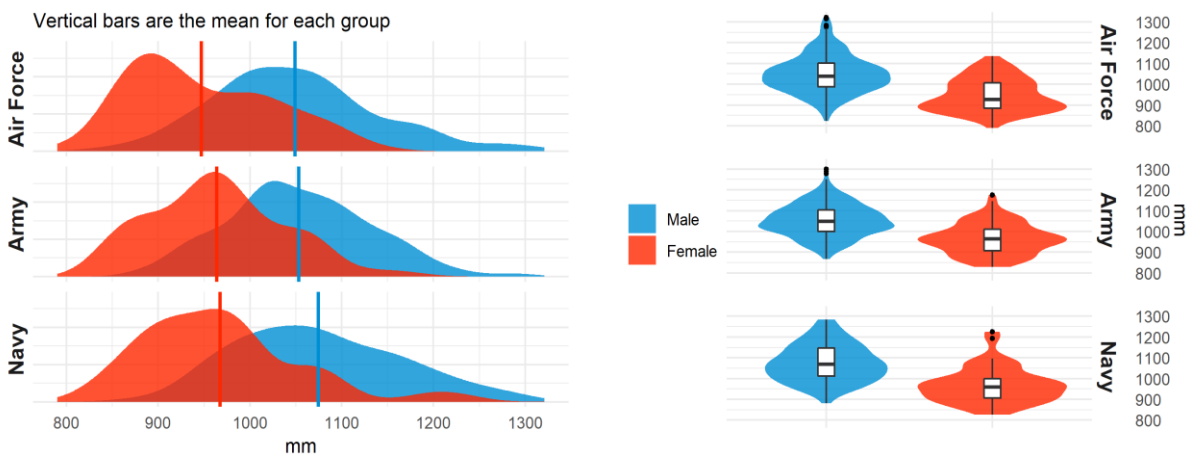 Vertical bars are the mean for each group
Air Force
Army
Navy
800 900 1000 1100 1200 1300
mm
Male
Female
Air Force
1300
1200
1100
1000
900
800
Army
1300
1200
1100
1000
900
800
mm
Navy
1300
1200
1100
1000
900
800